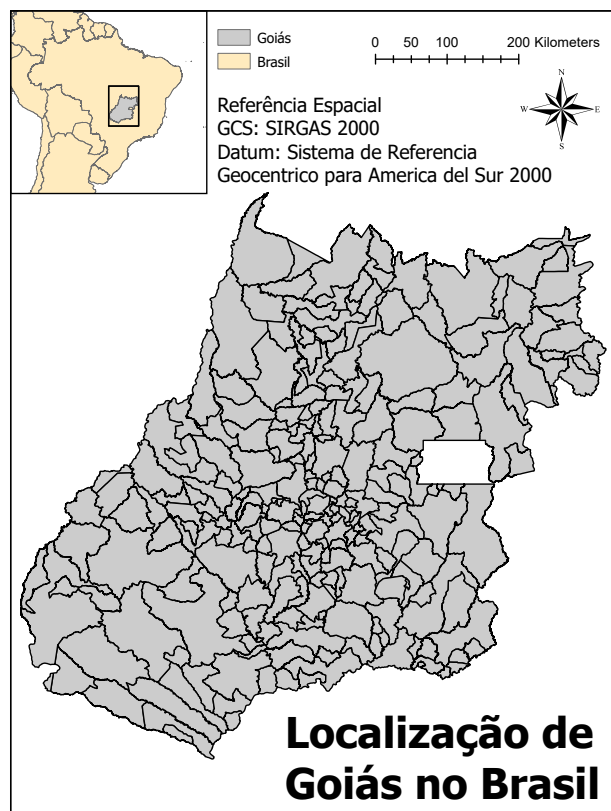 Goiás
Brasil
0 50 100 200 Kilometers
N
W E
S
Referência Espacial
GCS: SIRGAS 2000
Datum: Sistema de Referencia
Geocentrico para America del Sur 2000
Localização de
Goiás no Brasil